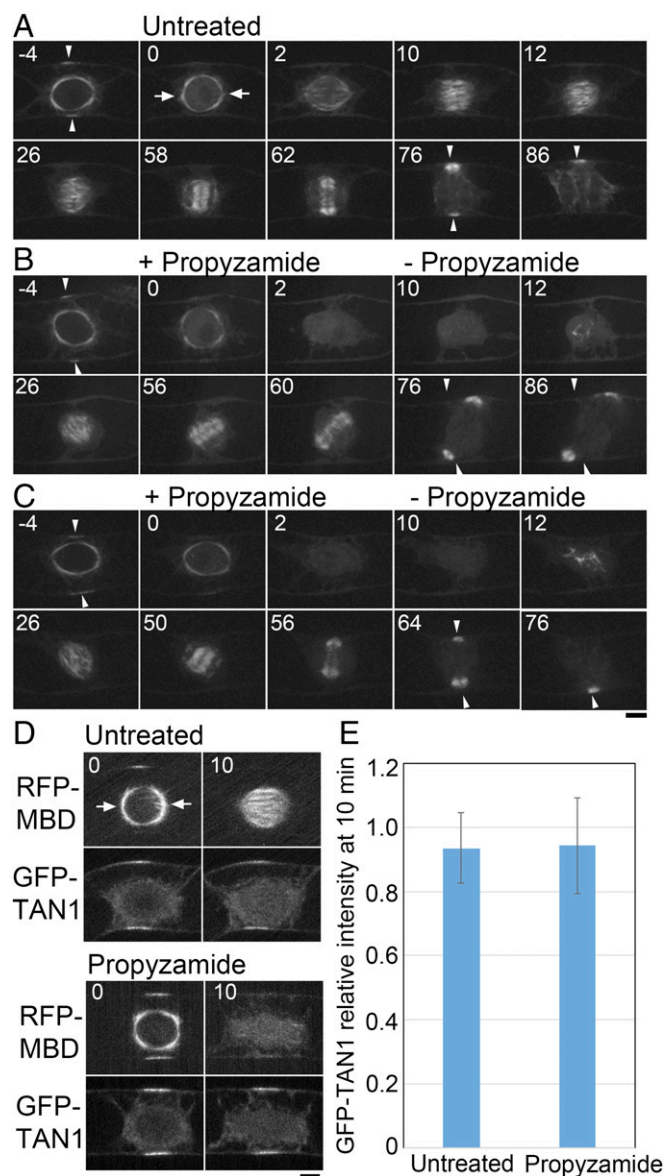 A Untreated
-4 0 2 10 12
26 58 62 76 86
B + Propyzamide - Propyzamide
-4 0 2 10 12
26 56 60 76 86
C + Propyzamide - Propyzamide
-4 0 2 10 12
26 50 56 64 76
D
Untreated
RFP-
MBD
0 10
GFP-
TAN1
Propyzamide
RFP-
MBD
0 10
GFP-
TAN1
E
GFP-TAN1 relative intensity at 10 min
1.2
1.0
0.8
0.6
0.4
0.2
0
Untreated Propyzamide